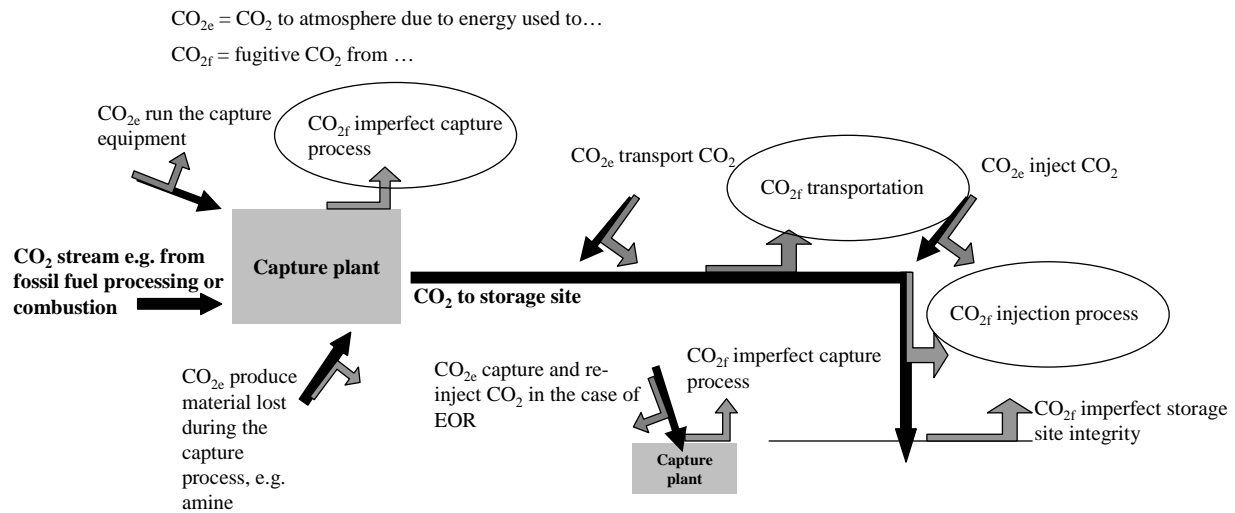 CO2e = CO2 to atmosphere due to energy used to…
CO2f = fugitive CO2 from …
CO2e run the capture
equipment
CO2f imperfect capture
process
CO2e transport CO2
CO2f transportation
CO2e inject CO2
CO2 stream e.g. from
fossil fuel processing or
combustion
Capture plant
CO2 to storage site
CO2f injection process
CO2e produce
material lost
during the
capture
process, e.g.
amine
CO2e capture and re-
inject CO2 in the case of
EOR
CO2f imperfect capture
process
Capture
plant
CO2f imperfect storage
site integrity